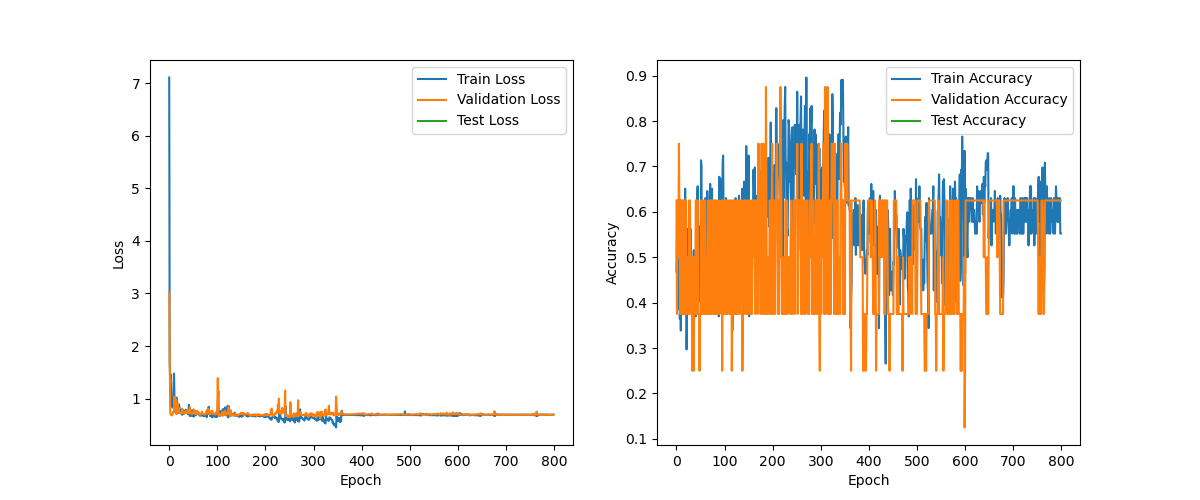 Train Loss
Validation Loss
Test Loss
7
6
5
4
3
2
1
Loss
0 100 200 300 400 500 600 700 800
Epoch
Train Accuracy
Validation Accuracy
Test Accuracy
0.9
0.8
0.7
0.6
0.5
0.4
0.3
0.2
0.1
Accuracy
0 100 200 300 400 500 600 700 800
Epoch